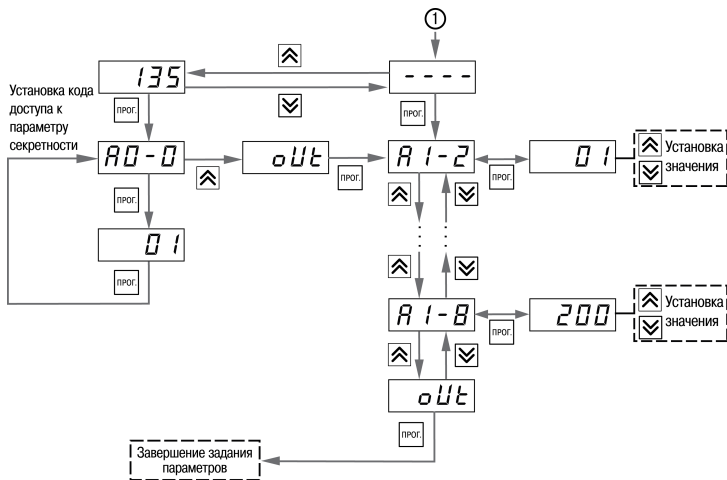 1
135
- - - -
Установка кода
доступа к
параметру
секретности
ПРОГ.
ПРОГ.
A0-0
oUt
ПРОГ.
A1-2
ПРОГ.
01
Установка
значения
ПРОГ.
01
ПРОГ.
A1-8
ПРОГ.
200
Установка
значения
oUt
ПРОГ.
Завершение задания
параметров